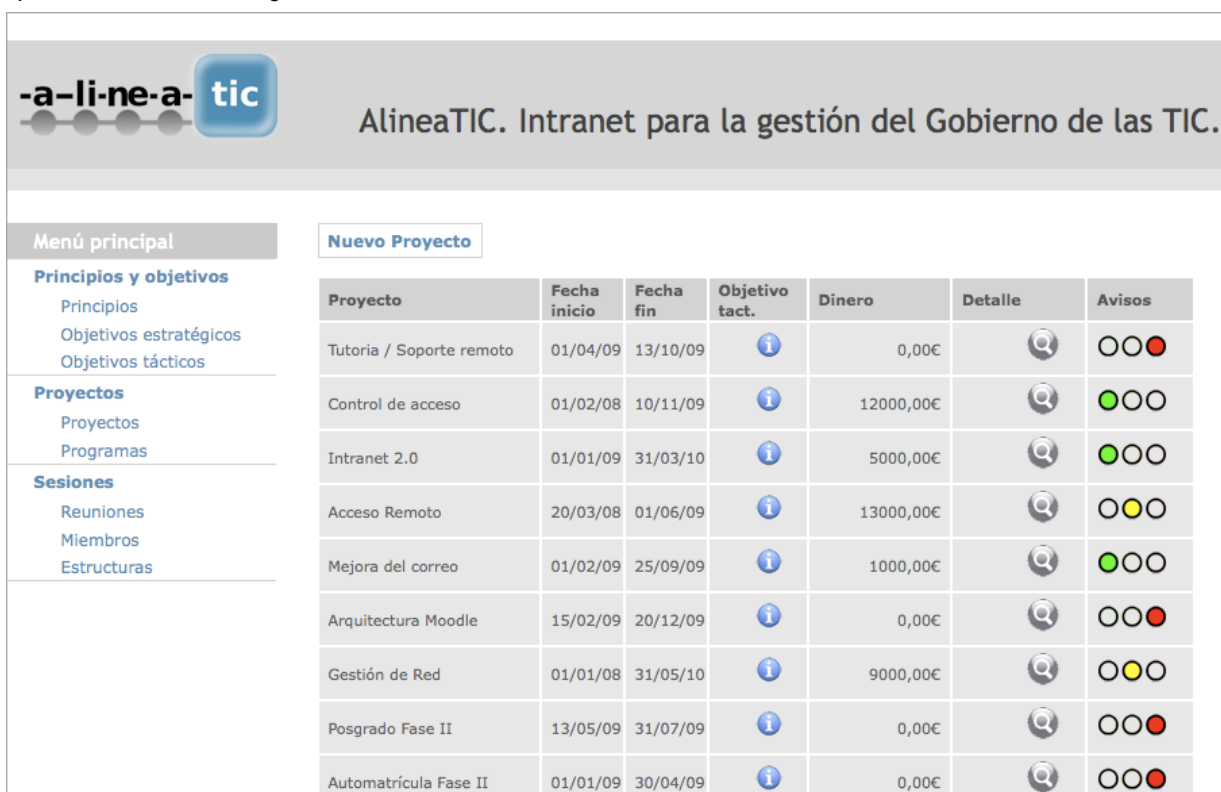 -a-li-ne-a- tic
AlineaTIC. Intranet para la gestión del Gobierno de las TIC.
Menú principal
Principios y objetivos
Principios
Objetivos estratégicos
Objetivos tácticos
Proyectos
Proyectos
Programas
Sesiones
Reuniones
Miembros
Estructuras
Nuevo Proyecto
Proyecto Fecha inicio Fecha fin Objetivo tact. Dinero Detalle Avisos
Tutoria / Soporte remoto 01/04/09 13/10/09 0,00€
Control de acceso 01/02/08 10/11/09 12000,00€
Intranet 2.0 01/01/09 31/03/10 5000,00€
Acceso Remoto 20/03/08 01/06/09 13000,00€
Mejora del correo 01/02/09 25/09/09 1000,00€
Arquitectura Moodle 15/02/09 20/12/09 0,00€
Gestión de Red 01/01/08 31/05/10 9000,00€
Posgrado Fase II 13/05/09 31/07/09 0,00€
Automatrícula Fase II 01/01/09 30/04/09 0,00€